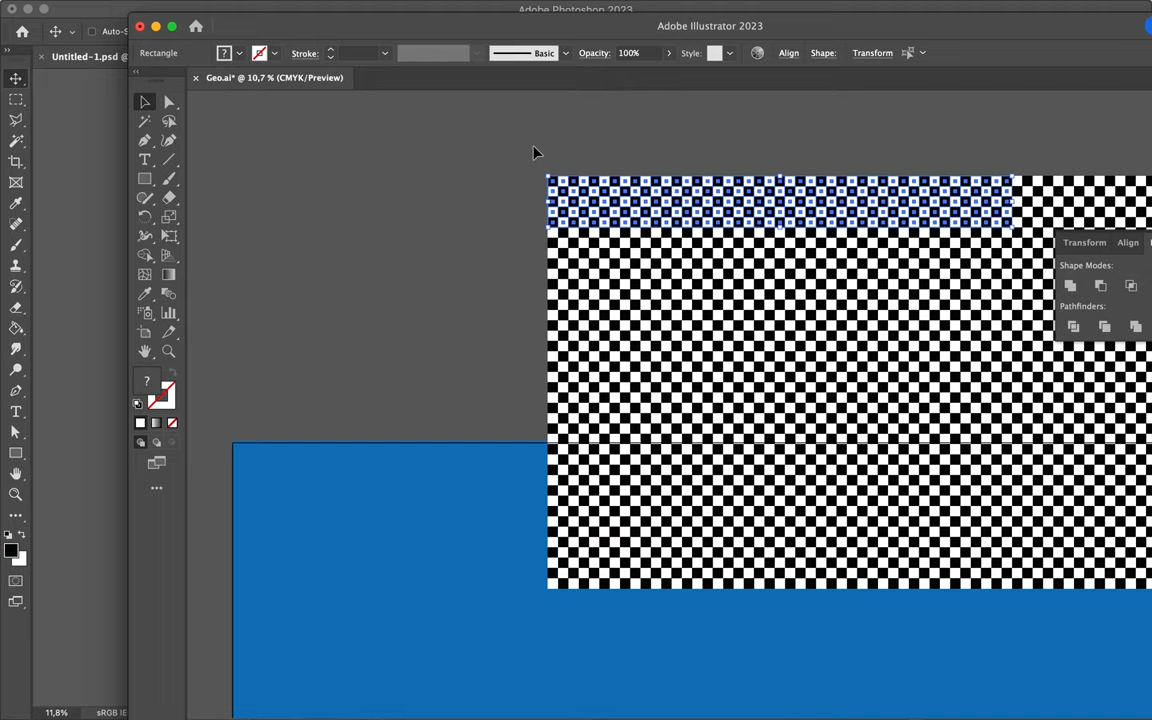 Adobe Photoshop 2023
Adobe Illustrator 2023
Auto-S
Rectangle
?
Stroke:
Basic
Opacity:
100%
Style:
Align
Shape:
Transform
Untitled-1.psd @
Geo.ai* @ 10,7 % (CMYK/Preview)
Transform
Align
Shape Modes:
Pathfinders:
?
11,8%
sRGB IE